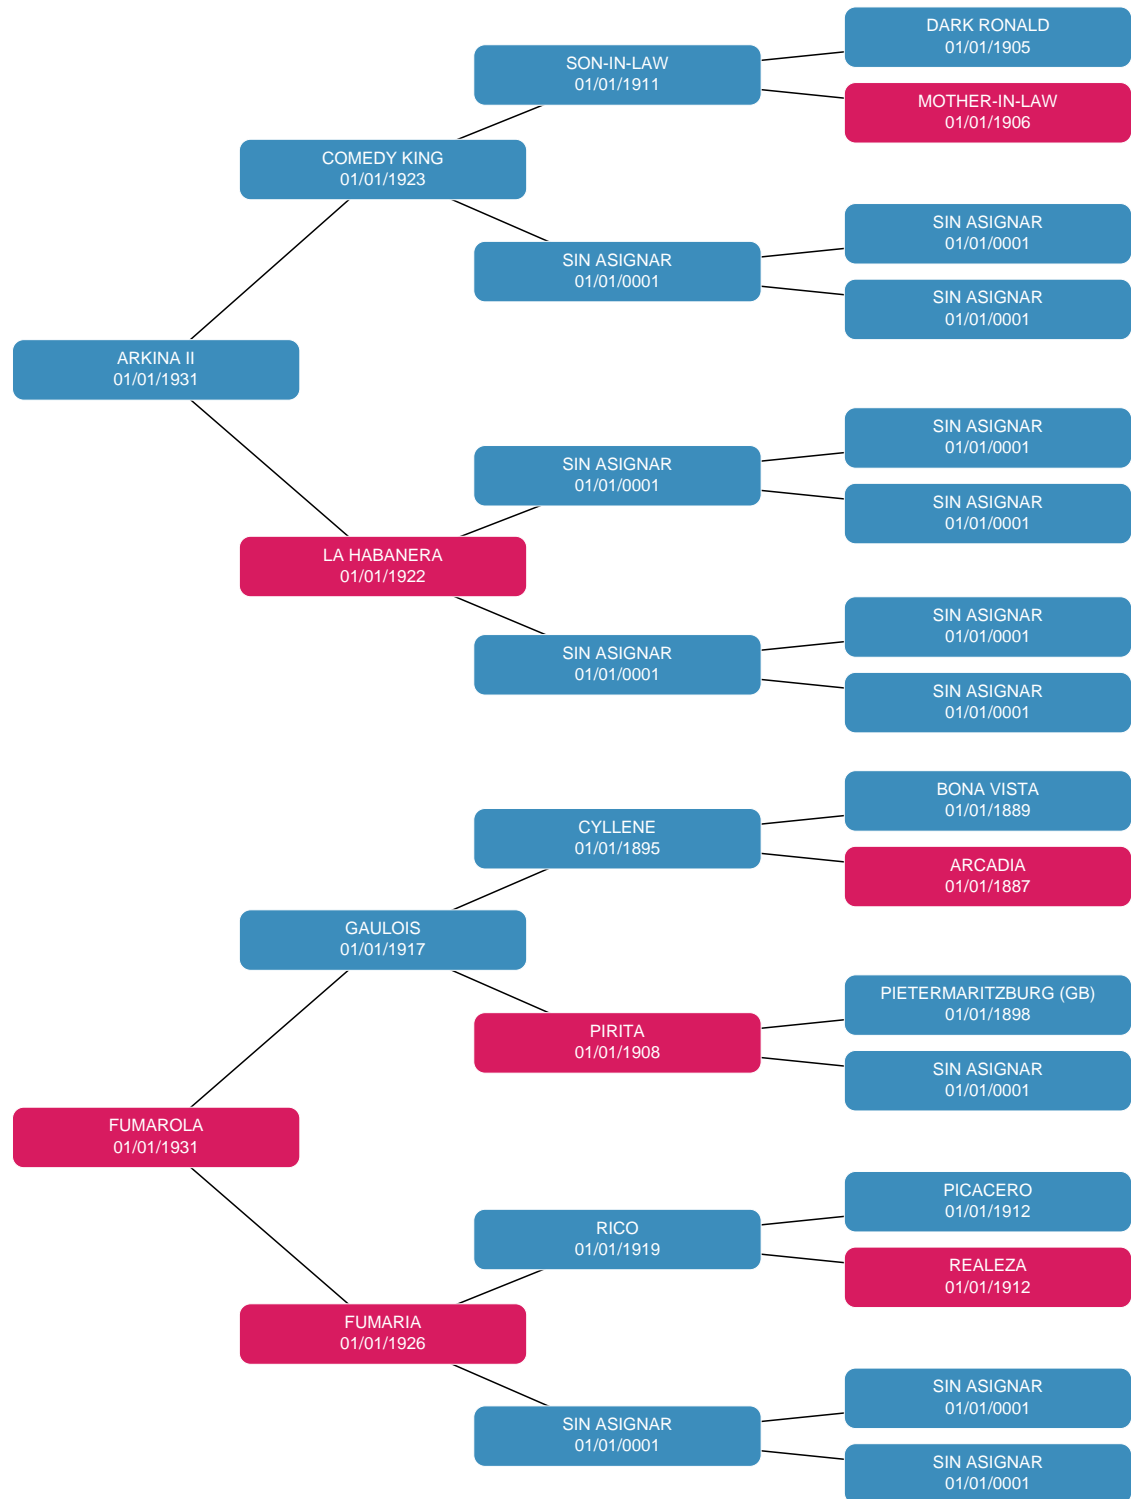 DARK RONALD
01/01/1905
SON-IN-LAW
01/01/1911
MOTHER-IN-LAW
01/01/1906
COMEDY KING
01/01/1923
SIN ASIGNAR
01/01/0001
SIN ASIGNAR
01/01/0001
SIN ASIGNAR
01/01/0001
ARKINA II
01/01/1931
SIN ASIGNAR
01/01/0001
SIN ASIGNAR
01/01/0001
SIN ASIGNAR
01/01/0001
LA HABANERA
01/01/1922
SIN ASIGNAR
01/01/0001
SIN ASIGNAR
01/01/0001
SIN ASIGNAR
01/01/0001
BONA VISTA
01/01/1889
CYLLENE
01/01/1895
ARCADIA
01/01/1887
GAULOIS
01/01/1917
PIETERMARITZBURG (GB)
01/01/1898
PIRITA
01/01/1908
SIN ASIGNAR
01/01/0001
FUMAROLA
01/01/1931
PICACERO
01/01/1912
RICO
01/01/1919
REALEZA
01/01/1912
FUMARIA
01/01/1926
SIN ASIGNAR
01/01/0001
SIN ASIGNAR
01/01/0001
SIN ASIGNAR
01/01/0001